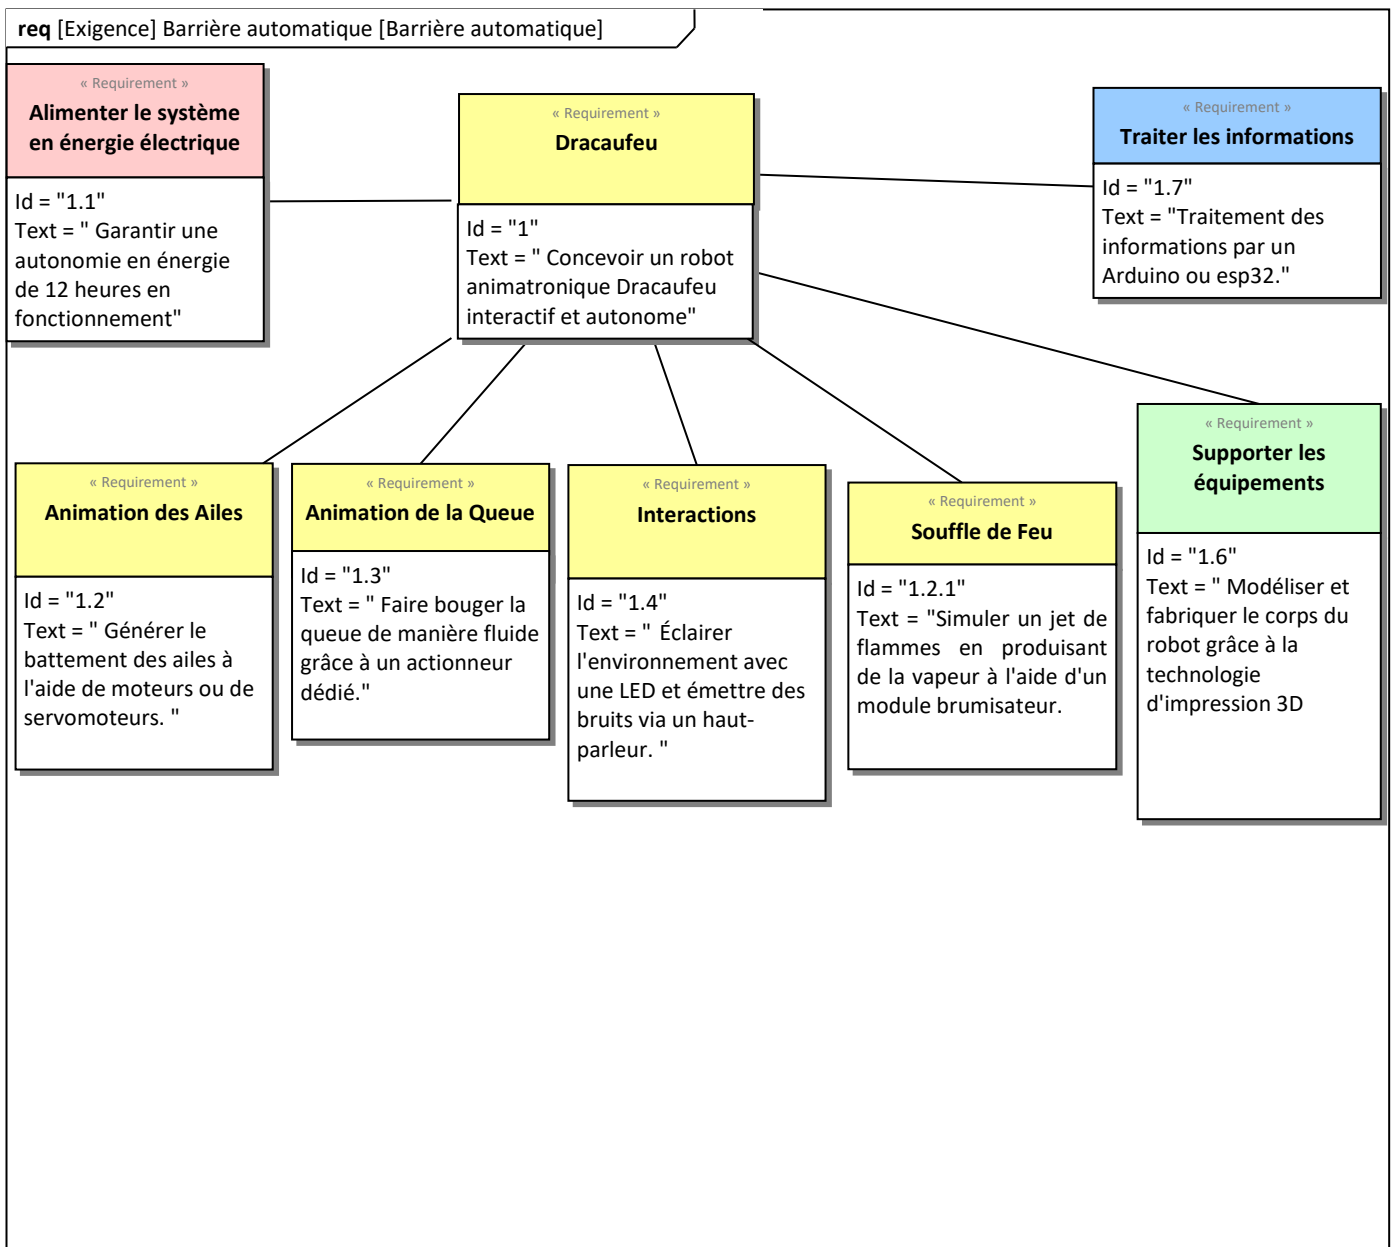 req [Exigence] Barrière automatique [Barrière automatique]
« Requirement »
Alimenter le système
en énergie électrique
Id = "1.1"
Text = " Garantir une
autonomie en énergie
de 12 heures en
fonctionnement"
« Requirement »
Dracaufeu
Id = "1"
Text = " Concevoir un robot
animatronique Dracaufeu
interactif et autonome"
« Requirement »
Traiter les informations
Id = "1.7"
Text = "Traitement des
informations par un
Arduino ou esp32."
« Requirement »
Animation des Ailes
Id = "1.2"
Text = " Générer le
battement des ailes à
l'aide de moteurs ou de
servomoteurs. "
« Requirement »
Animation de la Queue
Id = "1.3"
Text = " Faire bouger la
queue de manière fluide
grâce à un actionneur
dédié."
« Requirement »
Interactions
Id = "1.4"
Text = " Éclairer
l'environnement avec
une LED et émettre des
bruits via un haut-
parleur. "
« Requirement »
Souffle de Feu
Id = "1.2.1"
Text = "Simuler un jet de
flammes en produisant
de la vapeur à l'aide d'un
module brumisateur.
« Requirement »
Supporter les
équipements
Id = "1.6"
Text = " Modéliser et
fabriquer le corps du
robot grâce à la
technologie
d'impression 3D